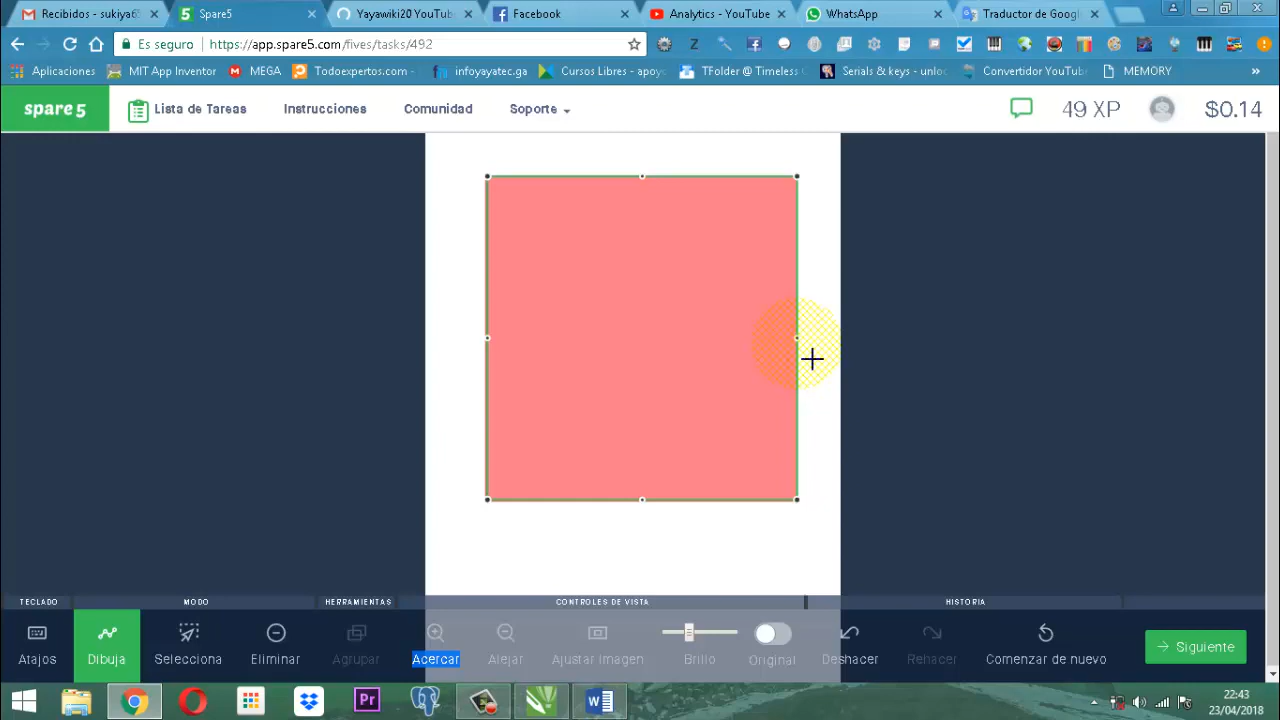 Recibidos - sukiya6
Spare5
Yayawiki20 YouTub
Facebook
Analytics - YouTube
WhatsApp
Traductor de Googl
Es seguro
https://app.spare5.com/fives/tasks/492
Aplicaciones
MIT App Inventor
MEGA
Todoexpertos.com -
infoyayatec.ga
Cursos Libres - apoy
TFolder @ Timeless C
Serials & keys - unloc
Convertidor YouTub
MEMORY
»
spare5
Lista de Tareas
Instrucciones
Comunidad
Soporte
49 XP
$0.14
TECLADO
MODO
HERRAMIENTAS
CONTROLES DE VISTA
HISTORIA
Atajos
Dibuja
Selecciona
Eliminar
Agrupar
Acercar
Alejar
Ajustar Imagen
Brillo
Original
Deshacer
Rehacer
Comenzar de nuevo
Siguiente
Pr
22:43
23/04/2018